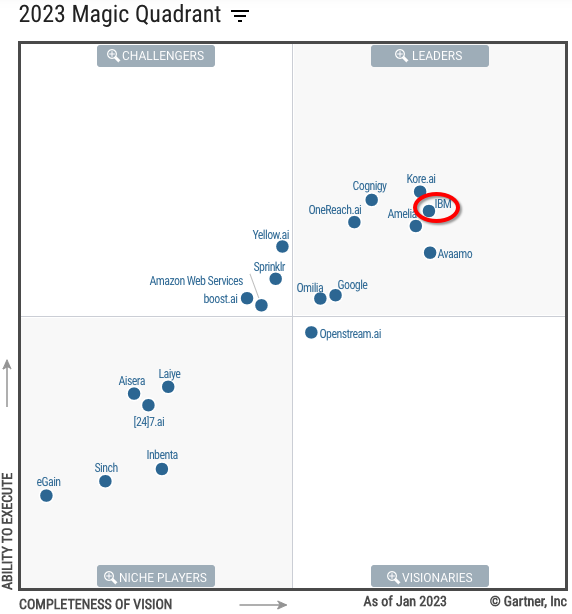 2023 Magic Quadrant
CHALLENGERS
LEADERS
Kore.ai
Cognigy
IBM
OneReach.ai
Amelia
Yellow.ai
Avaamo
Sprinklr
Amazon Web Services
Google
Omilia
boost.ai
Openstream.ai
Laiye
Aisera
[24]7.ai
Inbenta
Sinch
eGain
NICHE PLAYERS
VISIONARIES
ABILITY TO EXECUTE
COMPLETENESS OF VISION
As of Jan 2023
© Gartner, Inc